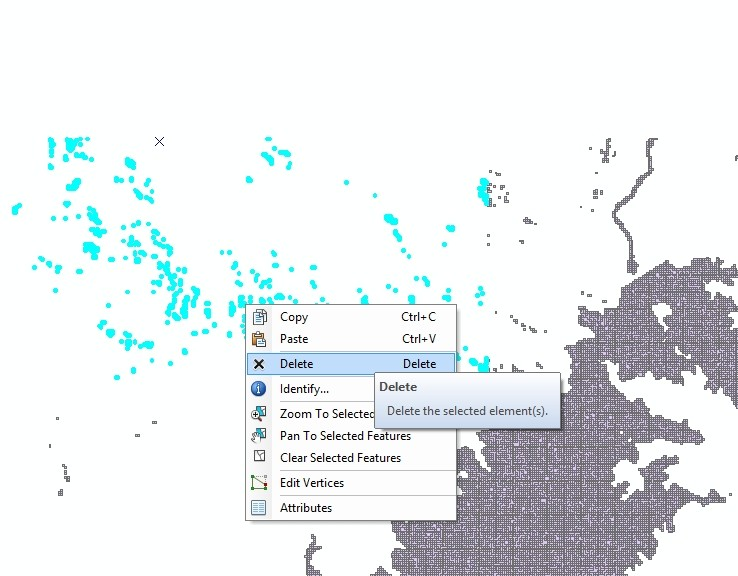 Copy Ctrl+C
Paste Ctrl+V
Delete Delete
Delete
Identify...
Delete the selected element(s).
Zoom To Selected
Pan To Selected Features
Clear Selected Features
Edit Vertices
Attributes